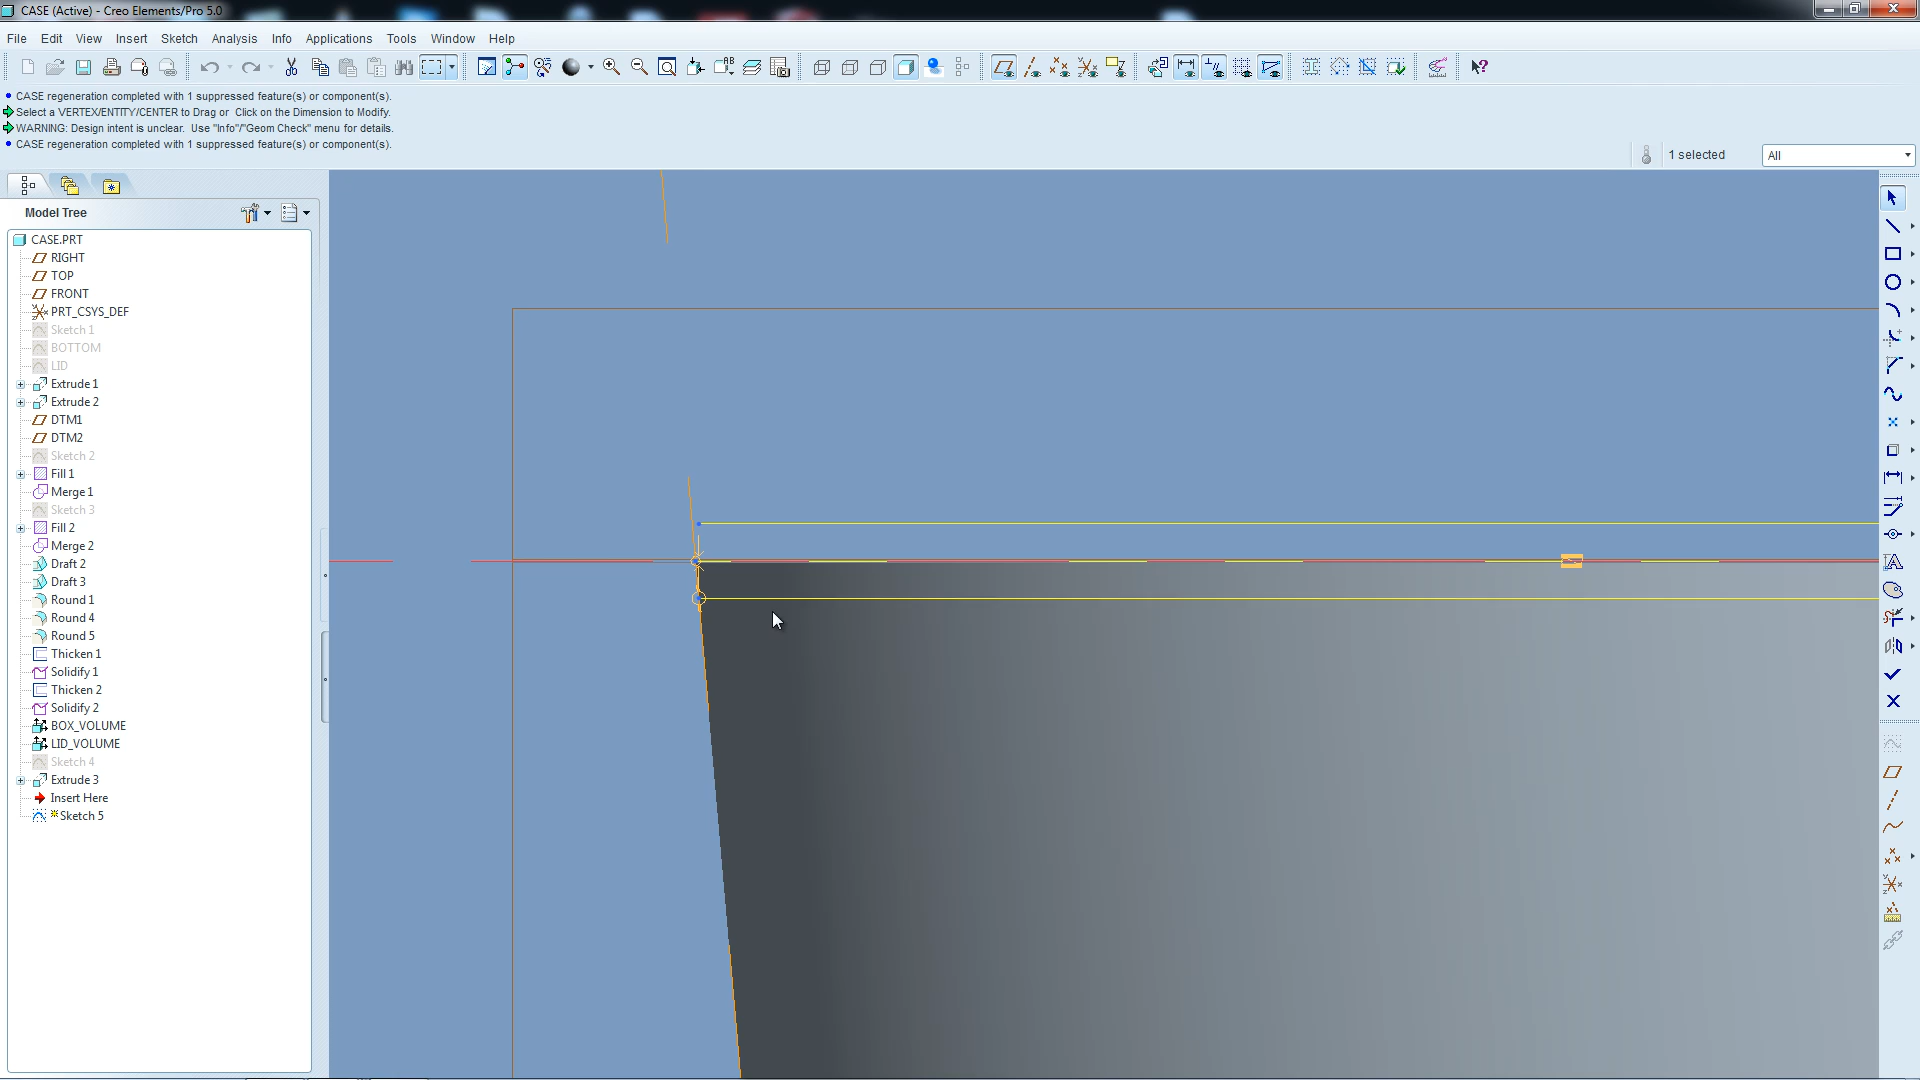 CASE (Active) - Creo Elements/Pro 5.0
File Edit View Insert Sketch Analysis Info Applications Tools Window Help
CASE regeneration completed with 1 suppressed feature(s) or component(s).
Select a VERTEX/ENTITY/CENTER to Drag or Click on the Dimension to Modify.
WARNING: Design intent is unclear. Use "Info"/"Geom Check" menu for details.
CASE regeneration completed with 1 suppressed feature(s) or component(s).
1 selected All
Model Tree
CASE.PRT
RIGHT
TOP
FRONT
PRT_CSYS_DEF
Sketch 1
BOTTOM
LID
Extrude 1
Extrude 2
DTM1
DTM2
Sketch 2
Fill 1
Merge 1
Sketch 3
Fill 2
Merge 2
Draft 2
Draft 3
Round 1
Round 4
Round 5
Thicken 1
Solidify 1
Thicken 2
Solidify 2
BOX_VOLUME
LID_VOLUME
Sketch 4
Extrude 3
Insert Here
Sketch 5